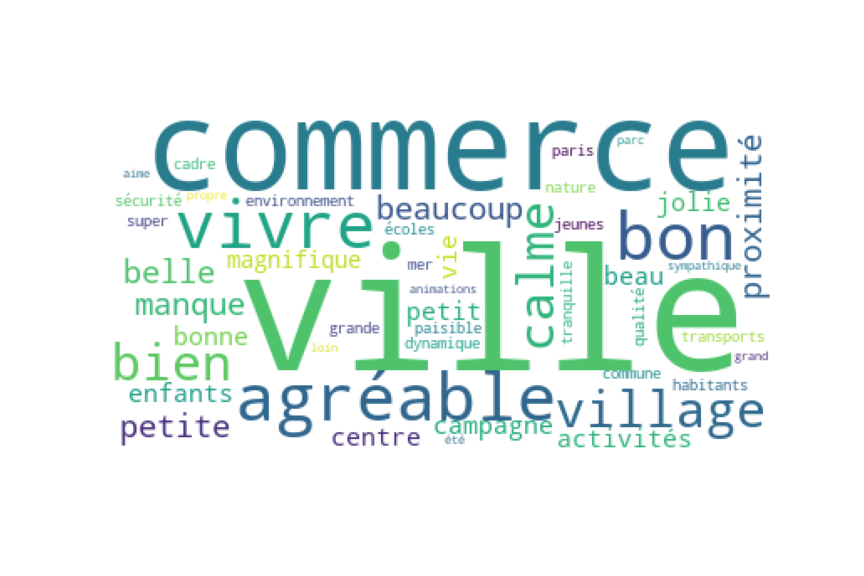 commerce
paris
parc
aime
cadre
proximité
sécurité
propre
environnement
nature
super
vivre
beaucoup
jolie
écoles
calme
jeunes
bon
belle
magnifique
mer
vie
ville
beau
sympathique
manque
animations
petit
tranquille
qualité
bonne
grande
paisible
transports
bien
loin
dynamique
grand
enfants
agréable
commune
habitants
village
petite
centre
campagne
été
activités